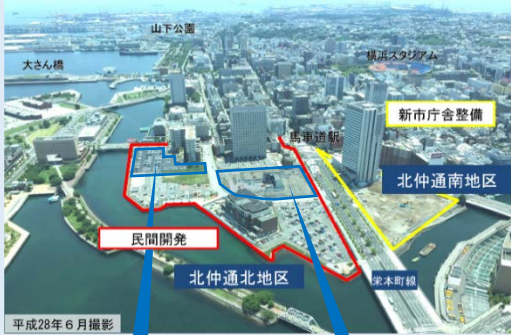 山下公園
大さん橋
横浜スタジアム
新市庁舎整備
馬車道駅
北仲通南地区
民間開発
北仲通北地区
栄本町線
平成28年6月撮影